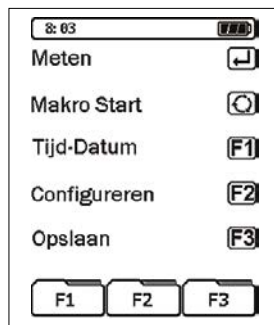 8:03
Meten
Makro Start
Tijd-Datum F1
Configureren F2
Opslaan F3
F1 F2 F3